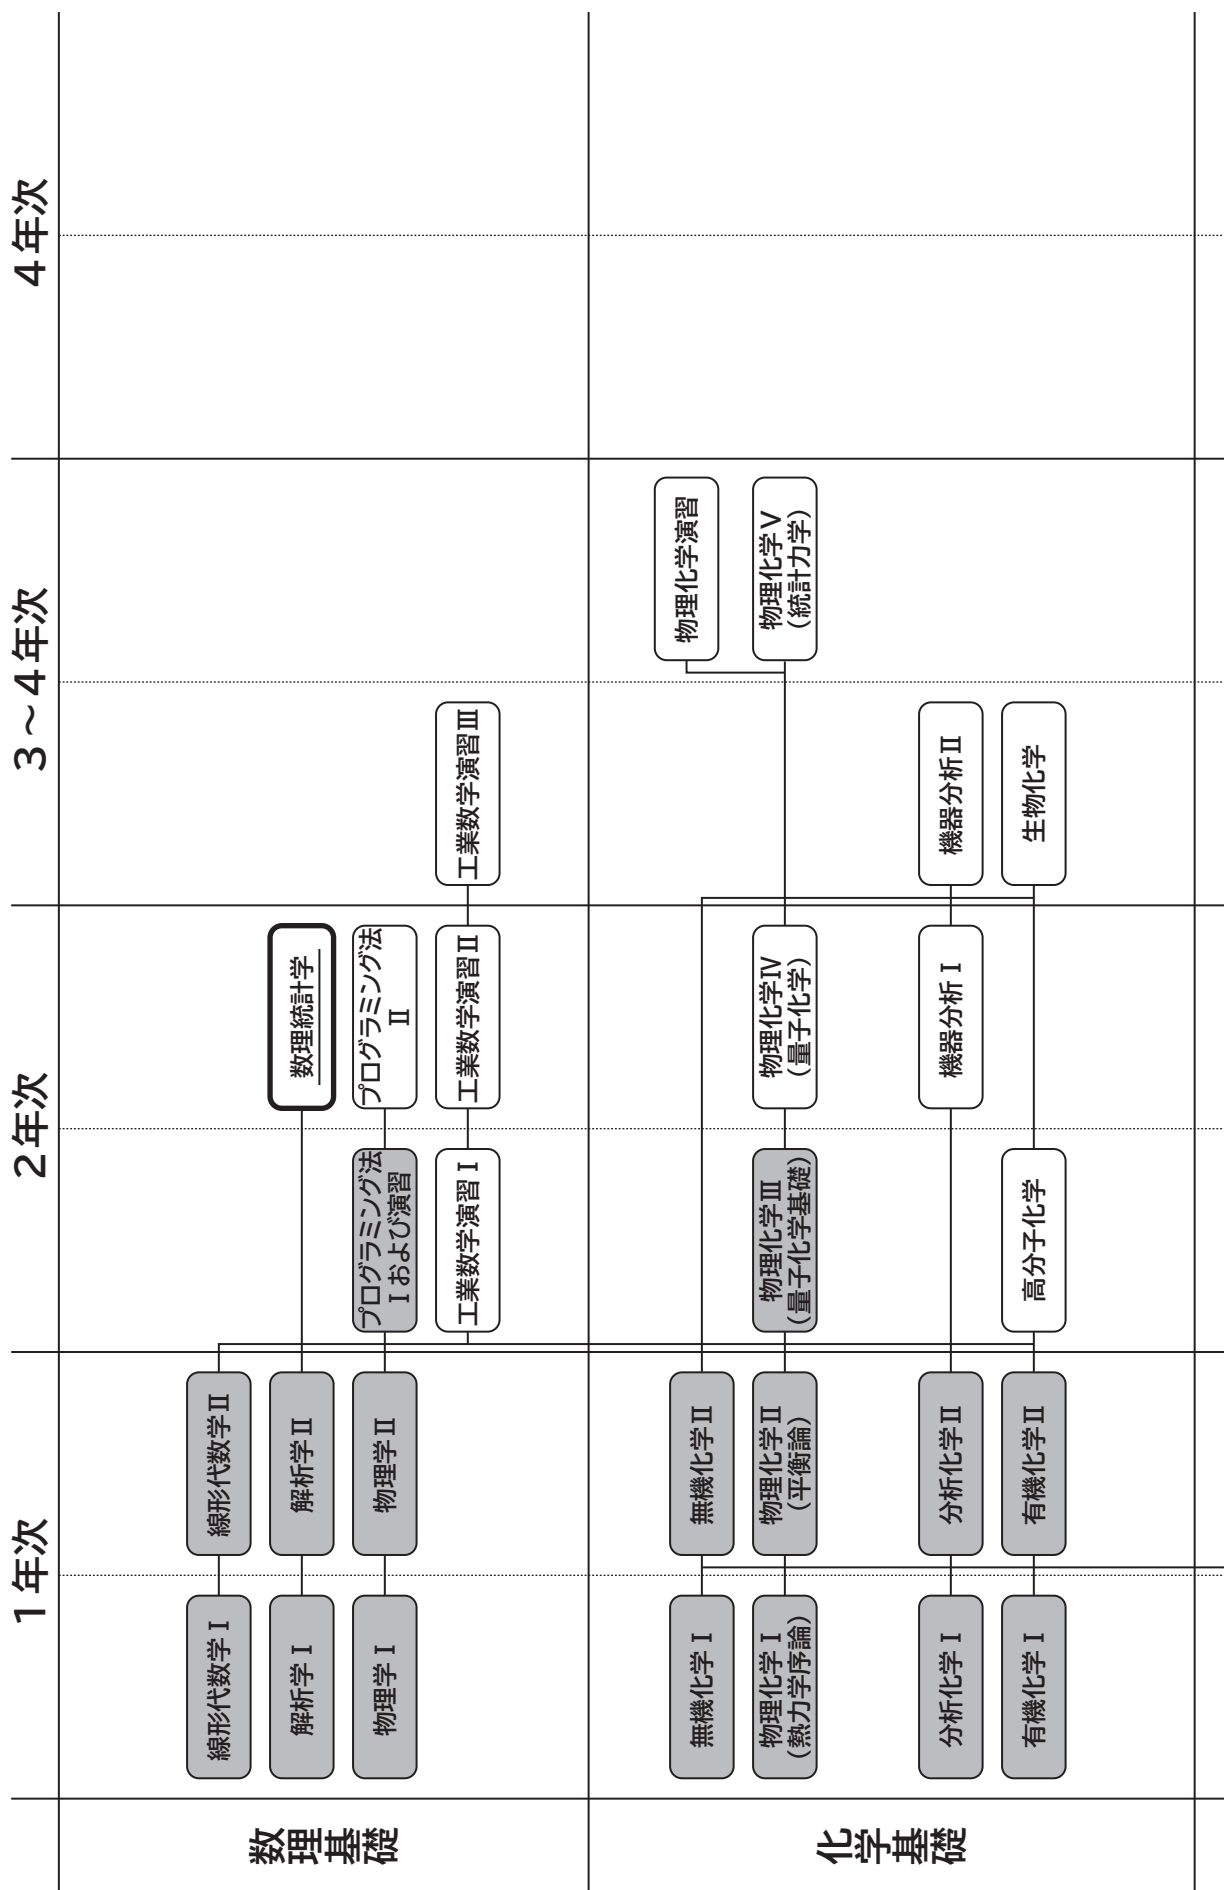 1年次
2年次
3～4年次
4年次
数理基礎
線形代数学Ⅰ
線形代数学Ⅱ
解析学Ⅰ
解析学Ⅱ
数理統計学
物理学Ⅰ
物理学Ⅱ
プログラミング法
Ⅰおよび演習
プログラミング法
Ⅱ
工業数学演習Ⅰ
工業数学演習Ⅱ
工業数学演習Ⅲ
化学基礎
物理化学演習
無機化学Ⅰ
無機化学Ⅱ
物理化学Ⅰ
（熱力学序論）
物理化学Ⅱ
（平衡論）
物理化学Ⅲ
（量子化学基礎）
物理化学Ⅳ
（量子化学）
物理化学Ⅴ
（統計力学）
分析化学Ⅰ
分析化学Ⅱ
機器分析Ⅰ
機器分析Ⅱ
有機化学Ⅰ
有機化学Ⅱ
高分子化学
生物化学